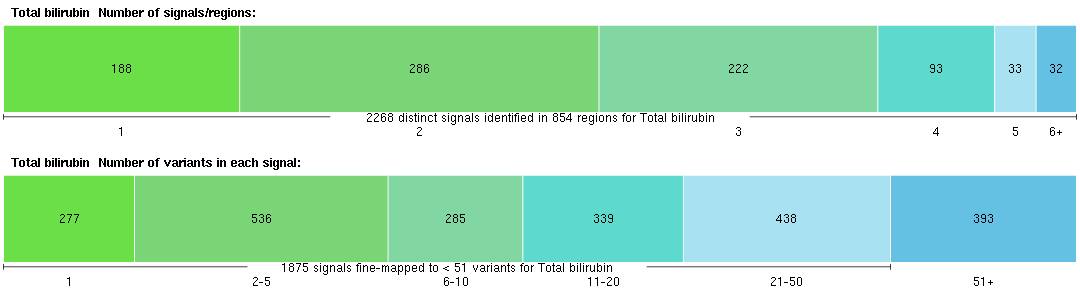 Total bilirubin Number of signals/regions:
188 286 222 93 33 32
2268 distinct signals identified in 854 regions for Total bilirubin
1 2 3 4 5 6+
Total bilirubin Number of variants in each signal:
277 536 285 339 438 393
1875 signals fine-mapped to < 51 variants for Total bilirubin
1 2-5 6-10 11-20 21-50 51+